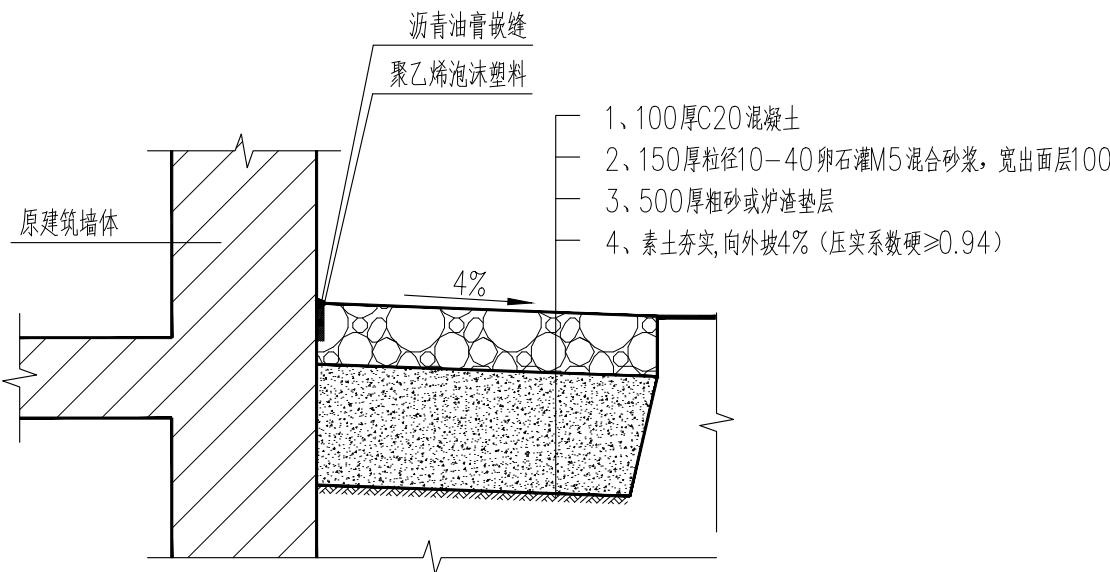 沥青油膏嵌缝
聚乙烯泡沫塑料
1、100厚C20混凝土
2、150厚粒径10-40卵石灌M5混合砂浆，宽出面层100
3、500厚粗砂或炉渣垫层
4、素土夯实,向外坡4%（压实系数硬≥0.94）
原建筑墙体
4%